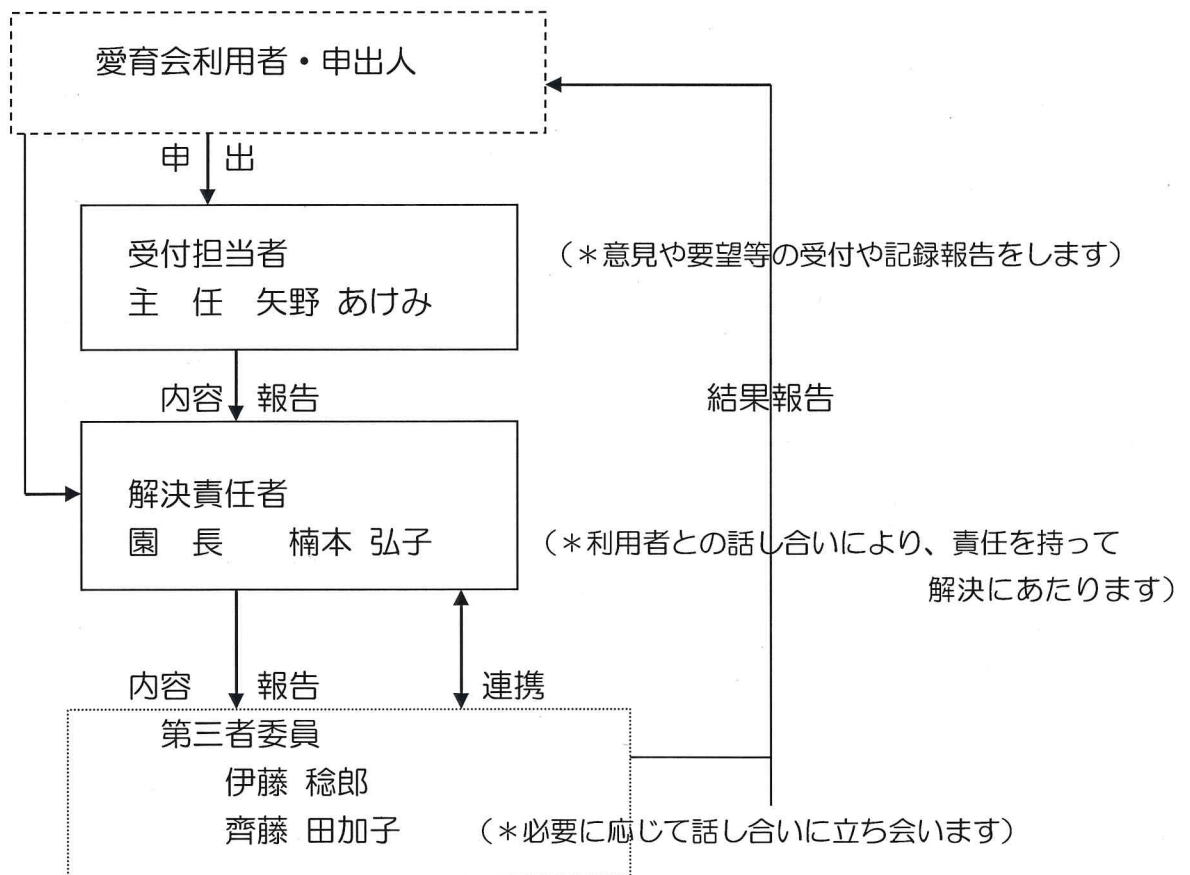 愛育会利用者・申出人
申 出
受付担当者
(＊意見や要望等の受付や記録報告をします)
主 任 矢野 あけみ
内容 報告
結果報告
解決責任者
園 長 楠本 弘子
(＊利用者との話し合いにより、責任を持って
解決にあたります)
内容 報告
連携
第三者委員
伊藤 稔郎
齊藤 田加子
(＊必要に応じて話し合いに立ち会います)